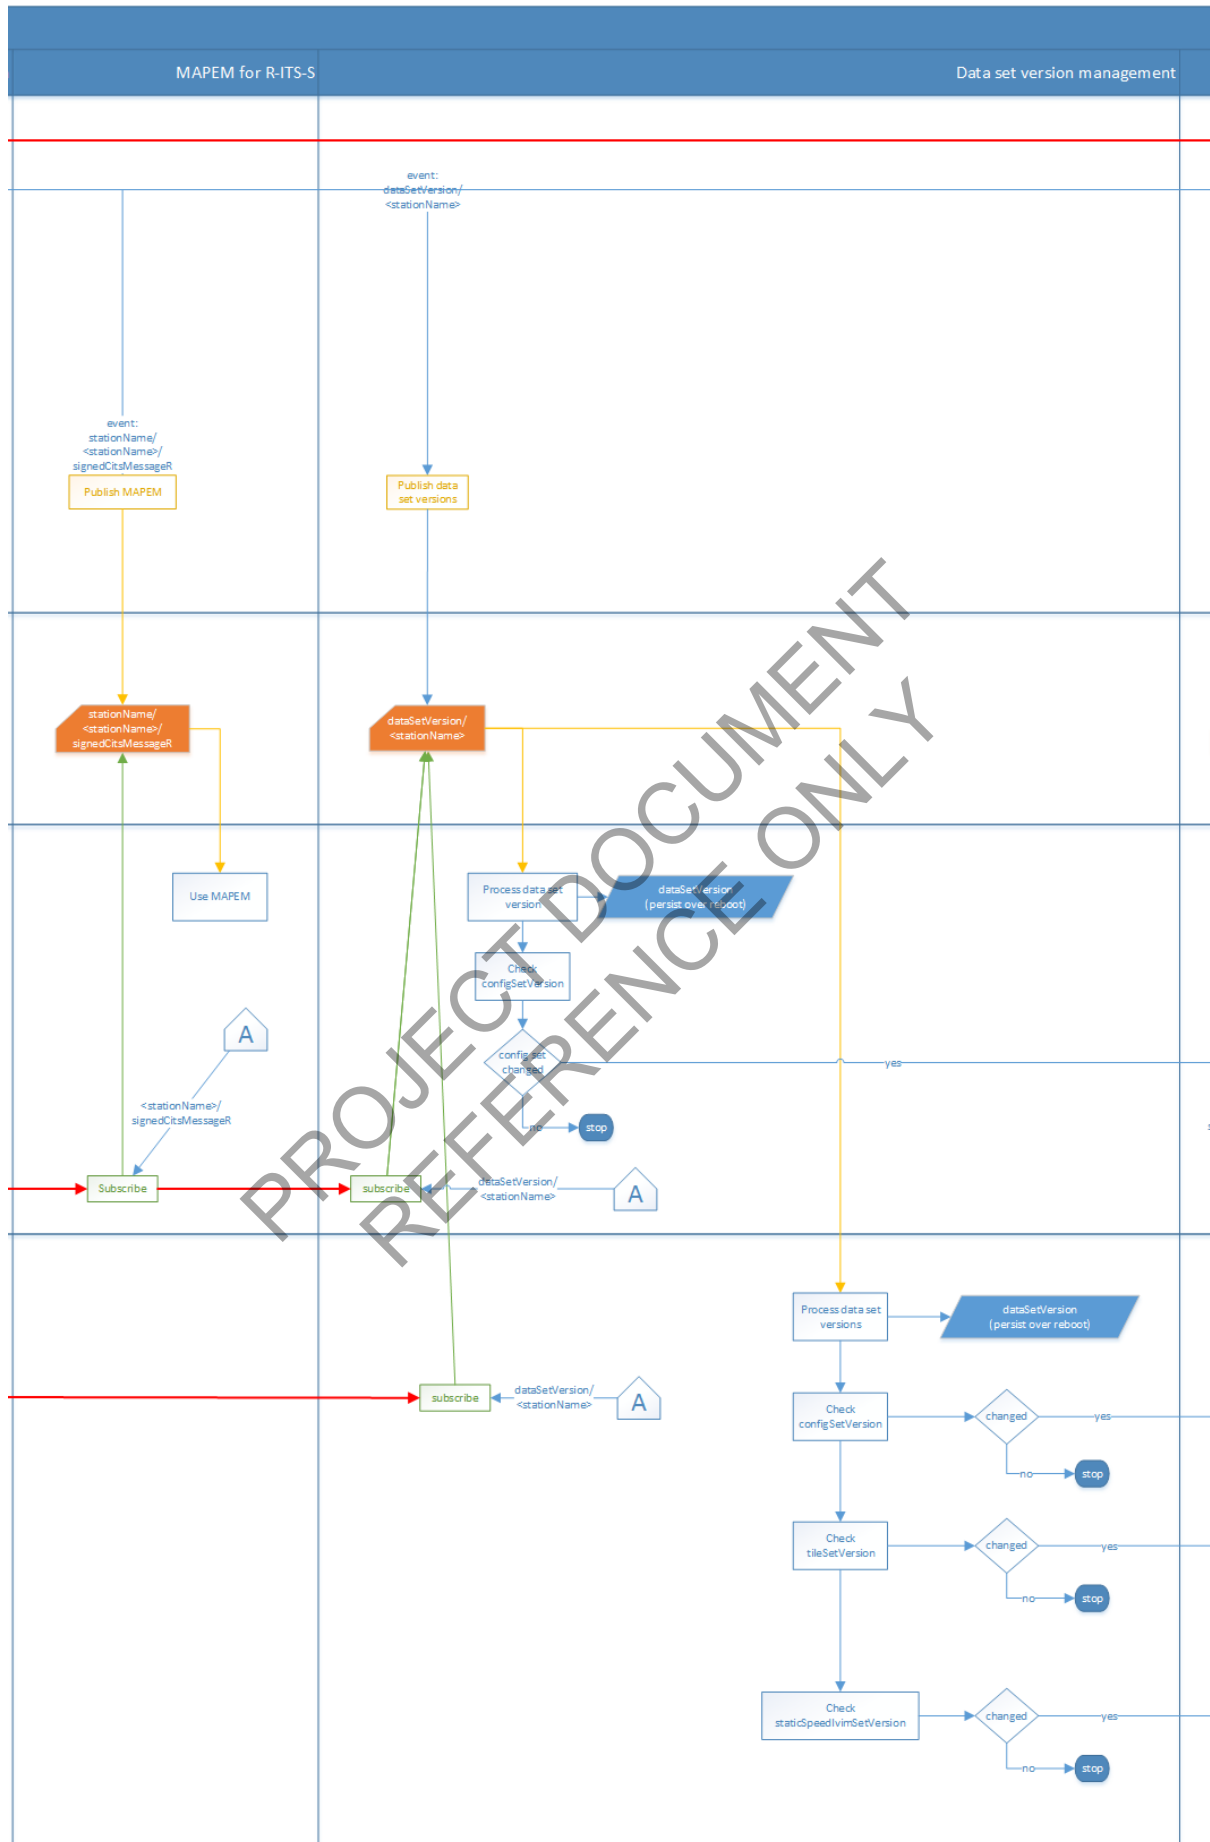 MAPEM for R-ITS-S
Data set version management
event:
dataSetVersion/
<stationName>
event:
stationName/
<stationName>/
signedCitsMessageR
Publish MAPEM
Publish data
set versions
stationName/
<stationName>/
signedCitsMessageR
dataSetVersion/
<stationName>
Use MAPEM
Process data set
version
dataSetVersion
(persist over reboot)
Check
configSetVersion
A
config set
changed
yes
<stationName>/
signedCitsMessageR
no
stop
Subscribe
subscribe
dataSetVersion/
<stationName>
A
Process data set
versions
dataSetVersion
(persist over reboot)
subscribe
dataSetVersion/
<stationName>
A
Check
configSetVersion
changed
yes
no
stop
Check
tileSetVersion
changed
yes
no
stop
Check
staticSpeedIvimSetVersion
changed
yes
no
stop
PROJECT DOCUMENT
REFERENCE ONLY